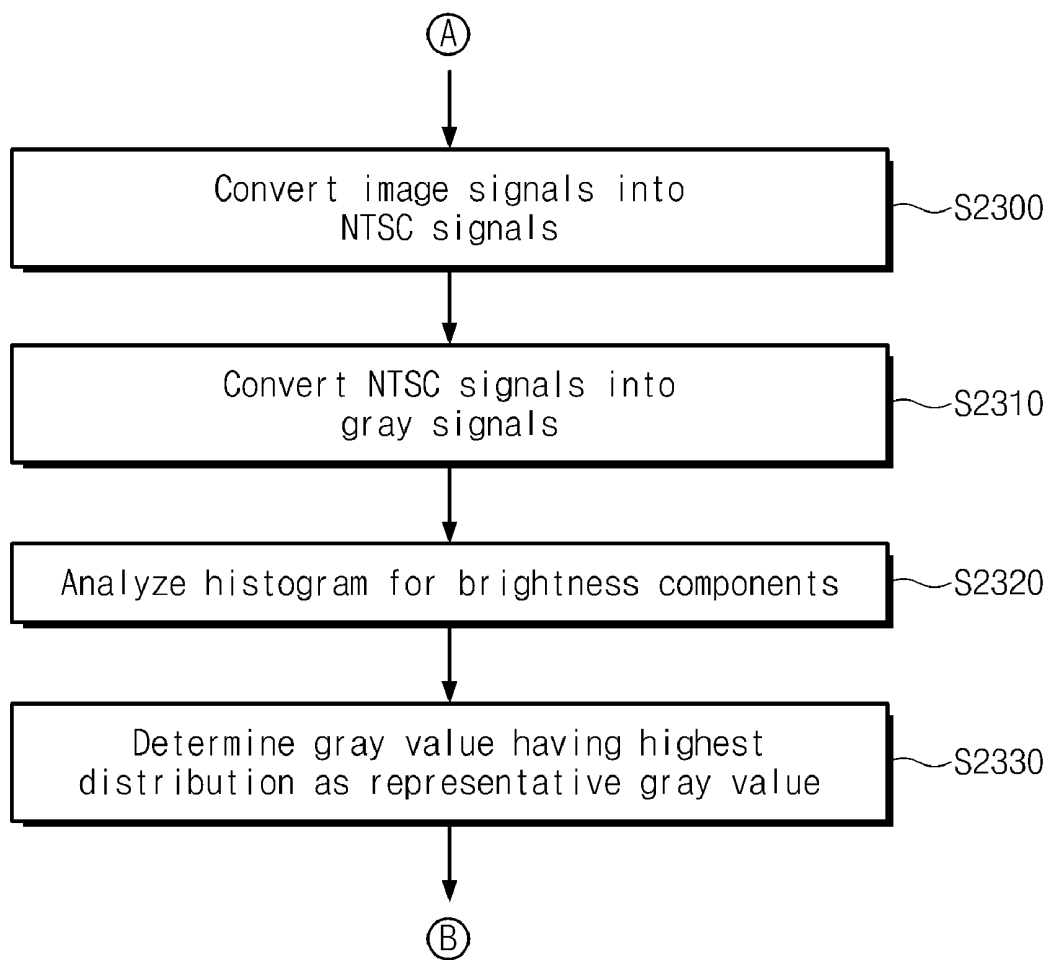 A
Convert image signals into
NTSC signals
S2300
Convert NTSC signals into
gray signals
S2310
Analyze histogram for brightness components
S2320
Determine gray value having highest
distribution as representative gray value
S2330
B